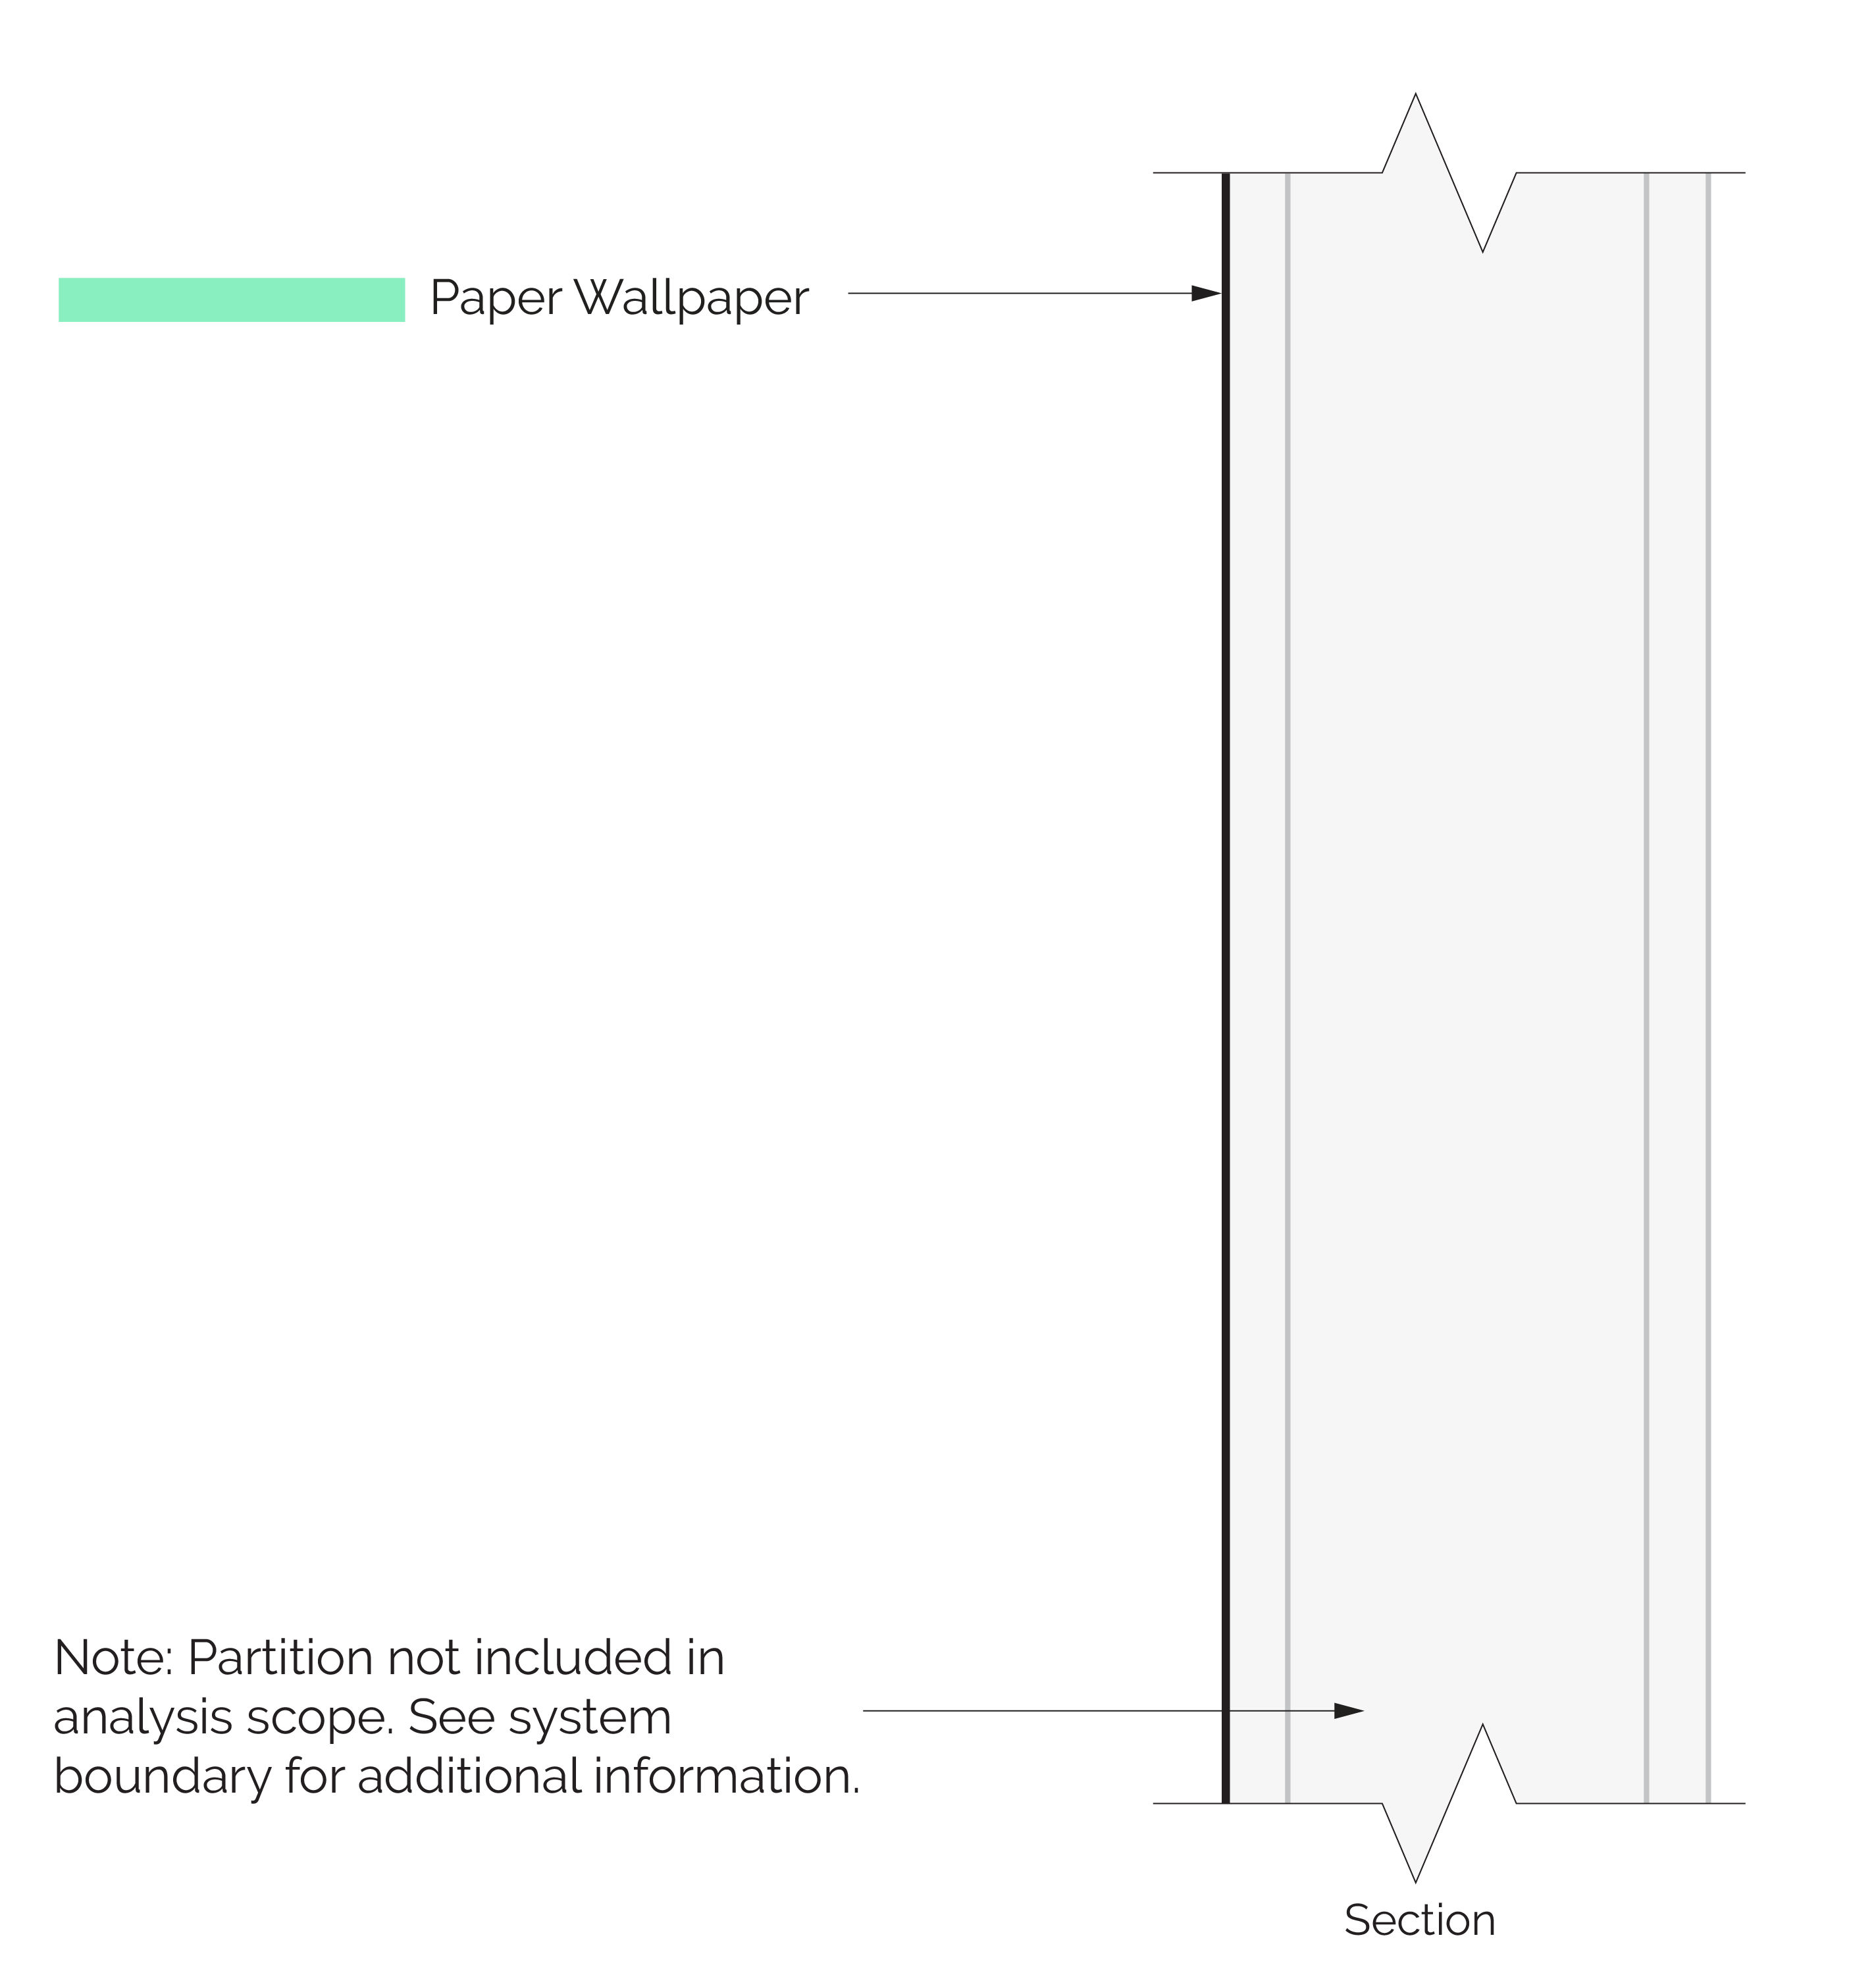 Paper Wallpaper
Note: Partition not included in
analysis scope. See system
boundary for additional information.
Section